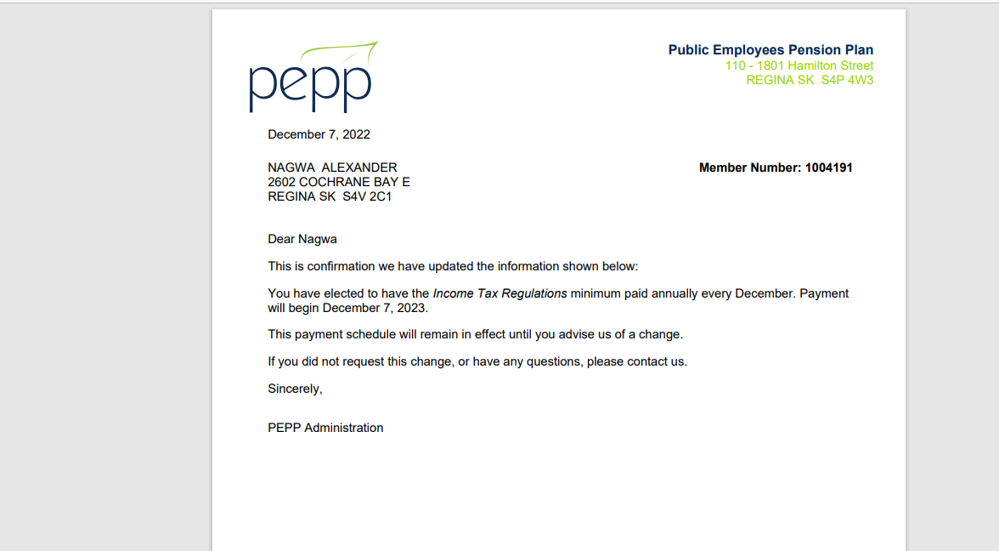 pepp
Public Employees Pension Plan
110 - 1801 Hamilton Street
REGINA SK  S4P 4W3
December 7, 2022
NAGWA  ALEXANDER
2602 COCHRANE BAY E
REGINA SK  S4V 2C1
Member Number: 1004191
Dear Nagwa
This is confirmation we have updated the information shown below:
You have elected to have the Income Tax Regulations minimum paid annually every December. Payment
will begin December 7, 2023.
This payment schedule will remain in effect until you advise us of a change.
If you did not request this change, or have any questions, please contact us.
Sincerely,
PEPP Administration